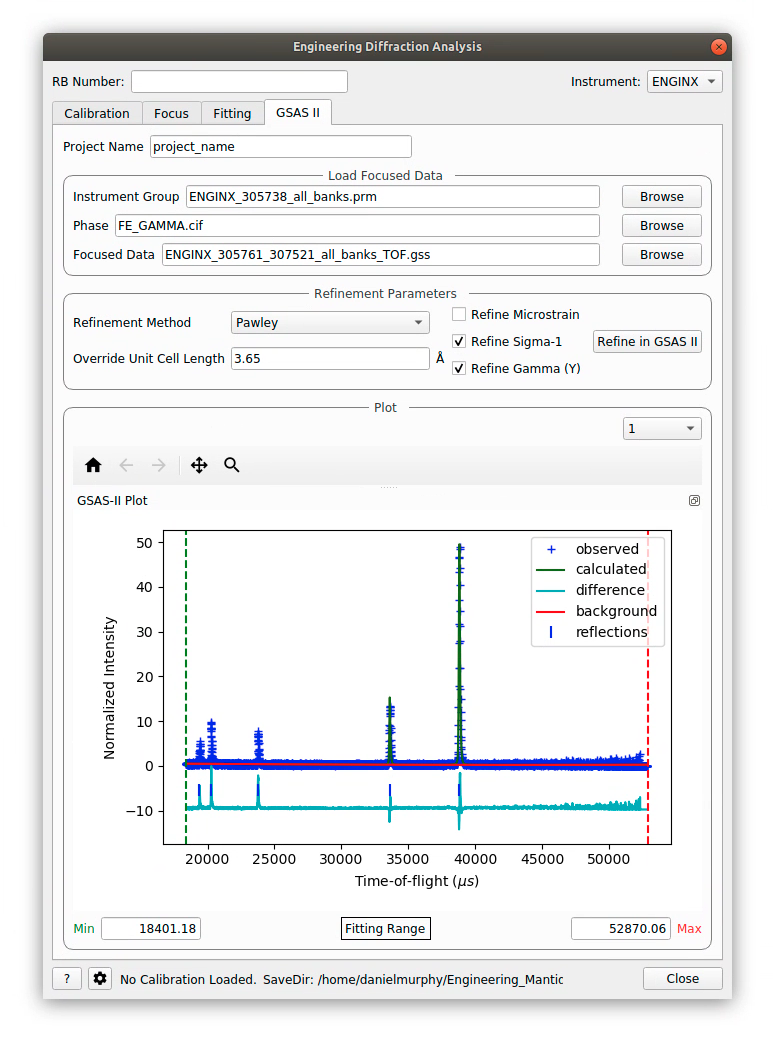 Engineering Diffraction Analysis
RB Number:
Instrument: ENGINX
Calibration Focus Fitting GSAS II
Project Name project_name
Load Focused Data
Instrument Group ENGINX_305738_all_banks.prm Browse
Phase FE_GAMMA.cif Browse
Focused Data ENGINX_305761_307521_all_banks_TOF.gss Browse
Refinement Parameters
Refinement Method Pawley
Override Unit Cell Length 3.65 Å
Refine Microstrain
Refine Sigma-1
Refine Gamma (Y)
Refine in GSAS II
Plot
1
GSAS-II Plot
observed
calculated
difference
background
reflections
Normalized Intensity
50
40
30
20
10
0
−10
20000 25000 30000 35000 40000 45000 50000
Time-of-flight (μs)
Min 18401.18 Fitting Range 52870.06 Max
? No Calibration Loaded. SaveDir: /home/danielmurphy/Engineering_Mantic Close